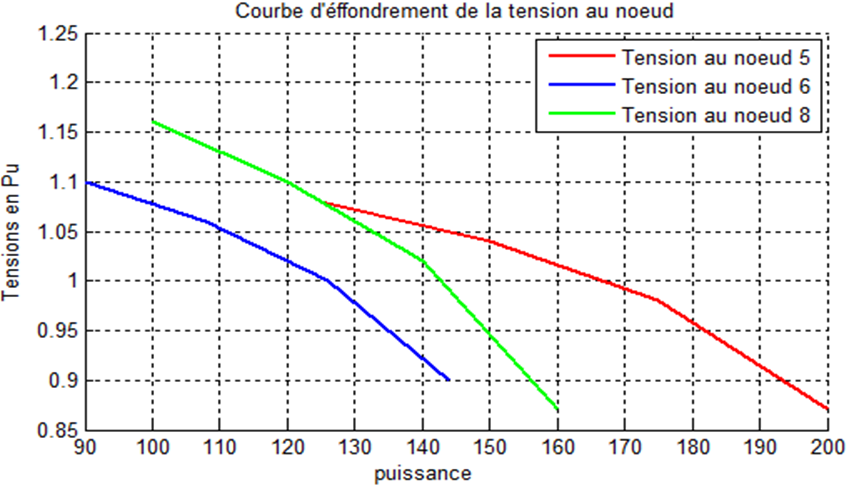 Courbe d'éffondrement de la tension au noeud
Tension au noeud 5
Tension au noeud 6
Tension au noeud 8
Tensions en Pu
1.25
1.2
1.15
1.1
1.05
1
0.95
0.9
0.85
90 100 110 120 130 140 150 160 170 180 190 200
puissance